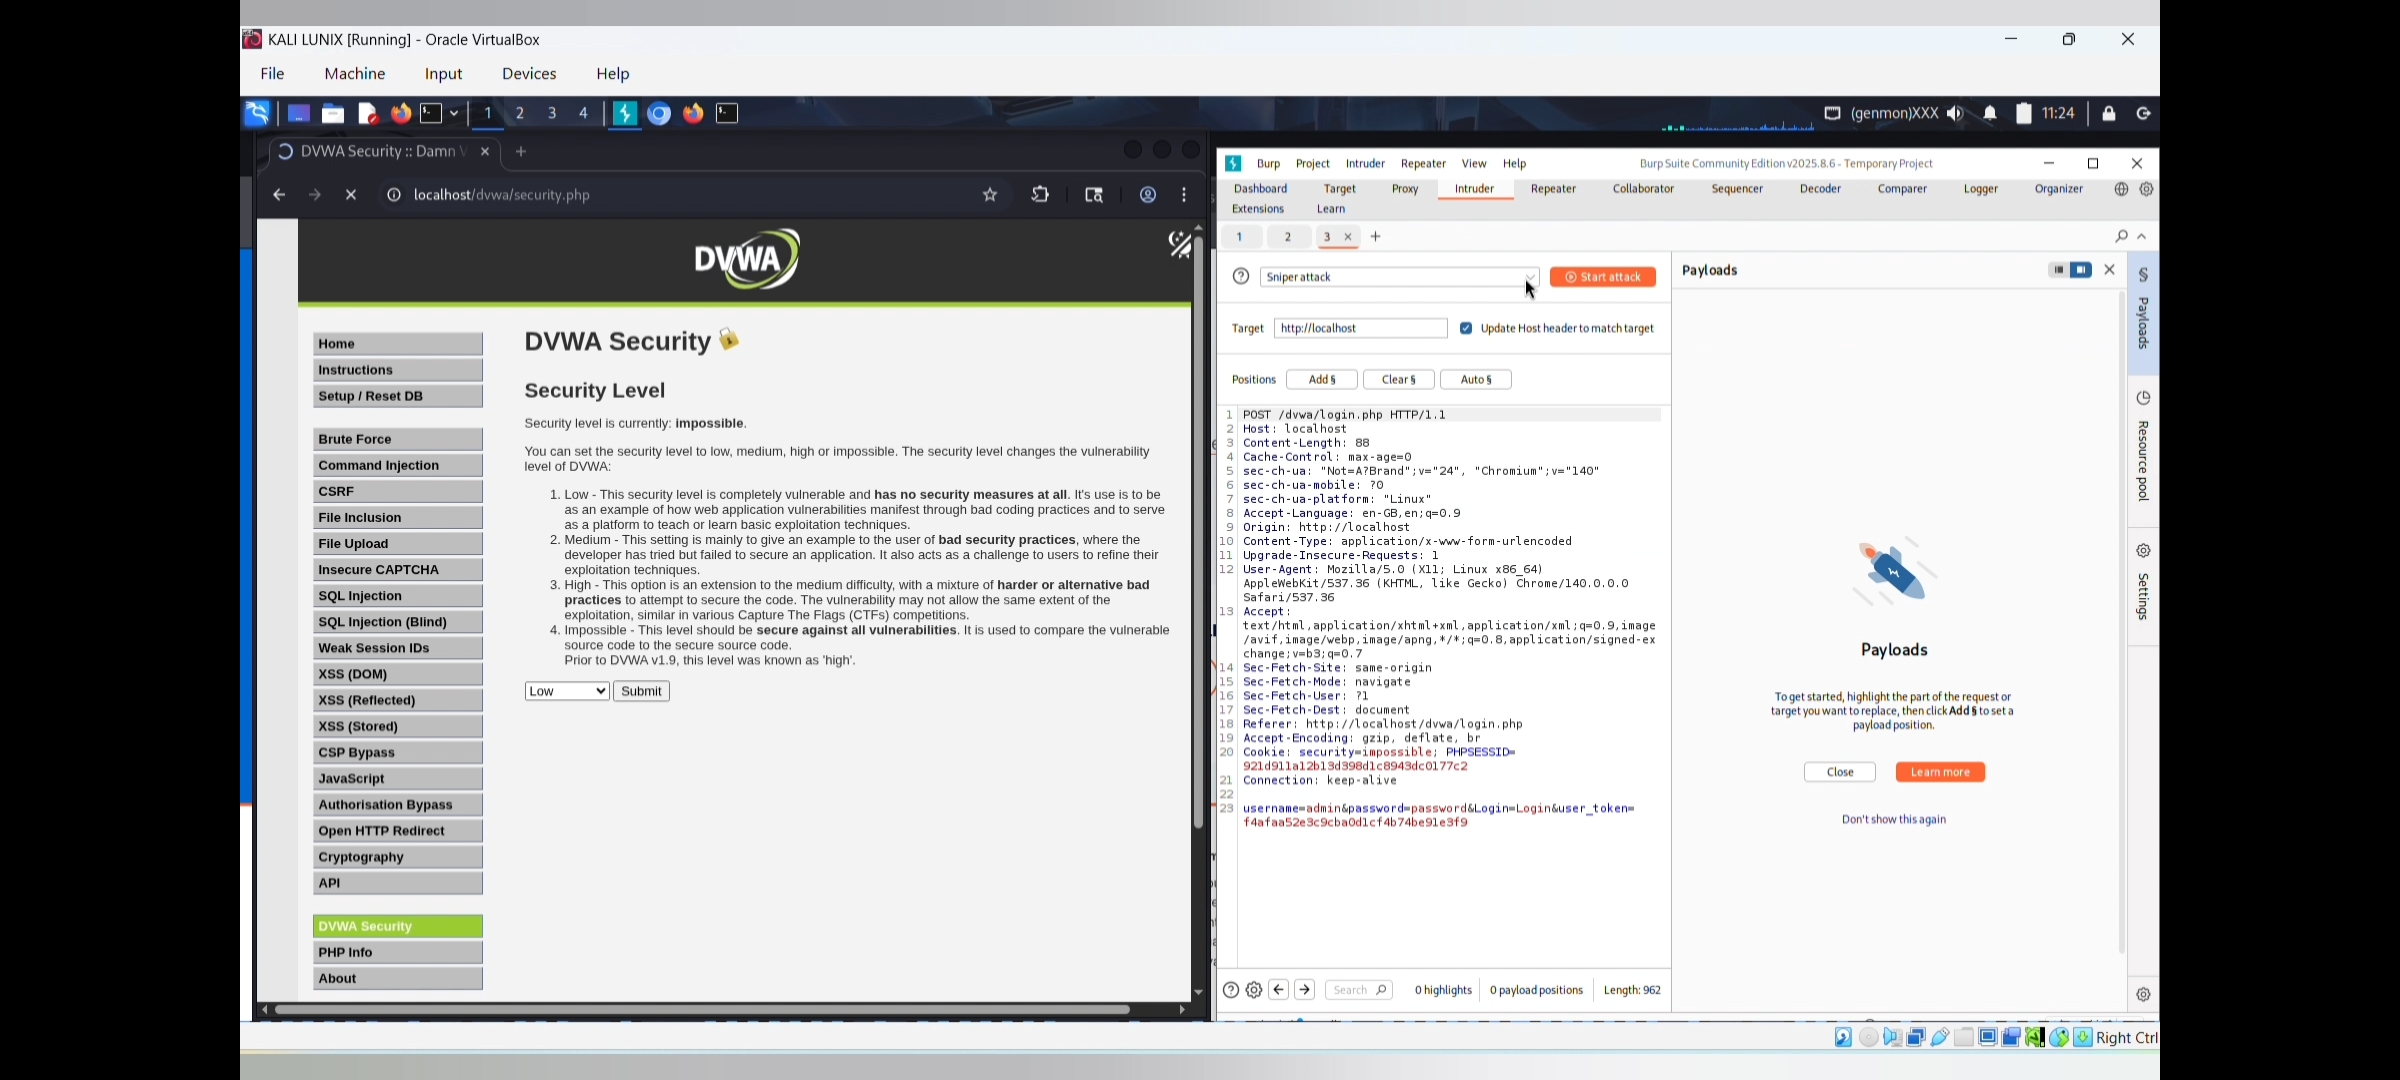 KALI LUNIX [Running] - Oracle VirtualBox
File Machine Input Devices Help
1 2 3 4 (genmon)XXX 11:24
DVWA Security :: Damn V
localhost/dvwa/security.php
DVWA
DVWA Security
Security Level
Security level is currently: impossible.
You can set the security level to low, medium, high or impossible. The security level changes the vulnerability
level of DVWA:
1. Low - This security level is completely vulnerable and has no security measures at all. It's use is to be
as an example of how web application vulnerabilities manifest through bad coding practices and to serve
as a platform to teach or learn basic exploitation techniques.
2. Medium - This setting is mainly to give an example to the user of bad security practices, where the
developer has tried but failed to secure an application. It also acts as a challenge to users to refine their
exploitation techniques.
3. High - This option is an extension to the medium difficulty, with a mixture of harder or alternative bad
practices to attempt to secure the code. The vulnerability may not allow the same extent of the
exploitation, similar in various Capture The Flags (CTFs) competitions.
4. Impossible - This level should be secure against all vulnerabilities. It is used to compare the vulnerable
source code to the secure source code.
Prior to DVWA v1.9, this level was known as 'high'.
Low Submit
Home
Instructions
Setup / Reset DB
Brute Force
Command Injection
CSRF
File Inclusion
File Upload
Insecure CAPTCHA
SQL Injection
SQL Injection (Blind)
Weak Session IDs
XSS (DOM)
XSS (Reflected)
XSS (Stored)
CSP Bypass
JavaScript
Authorisation Bypass
Open HTTP Redirect
Cryptography
API
DVWA Security
PHP Info
About
Burp Project Intruder Repeater View Help Burp Suite Community Edition v2025.8.6 - Temporary Project
Dashboard Target Proxy Intruder Repeater Collaborator Sequencer Decoder Comparer Logger Organizer
Extensions Learn
1 2 3
Sniper attack Start attack
Target http://localhost Update Host header to match target
Positions Add § Clear § Auto §
1 POST /dvwa/login.php HTTP/1.1
2 Host: localhost
3 Content-Length: 88
4 Cache-Control: max-age=0
5 sec-ch-ua: "Not=A?Brand";v="24", "Chromium";v="140"
6 sec-ch-ua-mobile: ?0
7 sec-ch-ua-platform: "Linux"
8 Accept-Language: en-GB,en;q=0.9
9 Origin: http://localhost
10 Content-Type: application/x-www-form-urlencoded
11 Upgrade-Insecure-Requests: 1
12 User-Agent: Mozilla/5.0 (X11; Linux x86_64)
AppleWebKit/537.36 (KHTML, like Gecko) Chrome/140.0.0.0
Safari/537.36
13 Accept:
text/html,application/xhtml+xml,application/xml;q=0.9,image
/avif,image/webp,image/apng,*/*;q=0.8,application/signed-ex
change;v=b3;q=0.7
14 Sec-Fetch-Site: same-origin
15 Sec-Fetch-Mode: navigate
16 Sec-Fetch-User: ?1
17 Sec-Fetch-Dest: document
18 Referer: http://localhost/dvwa/login.php
19 Accept-Encoding: gzip, deflate, br
20 Cookie: security=impossible; PHPSESSID=
921d911a12b13d398d1c8943dc0177c2
21 Connection: keep-alive
22
23 username=admin&password=password&Login=Login&user_token=
f4afaa52e3c9cba0d1cf4b74be91e3f9
Search 0 highlights 0 payload positions Length: 962
Payloads
Payloads
To get started, highlight the part of the request or
target you want to replace, then click Add § to set a
payload position.
Close Learn more
Don't show this again
§ Payloads
Resource pool
Settings
Right Ctrl